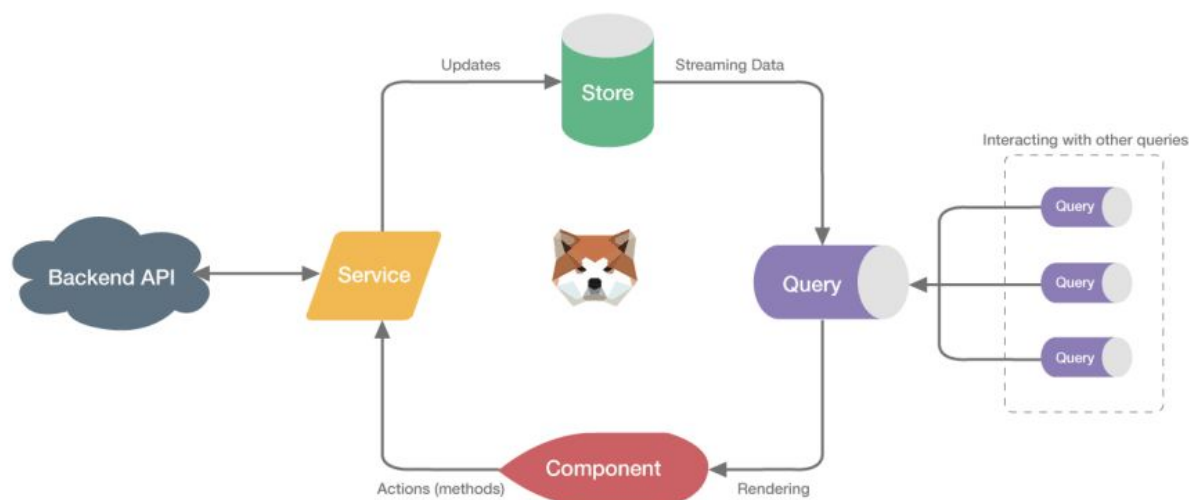 Updates
Streaming Data
Store
Interacting with other queries
Query
Backend API
Service
Query
Query
Query
Component
Actions (methods)
Rendering